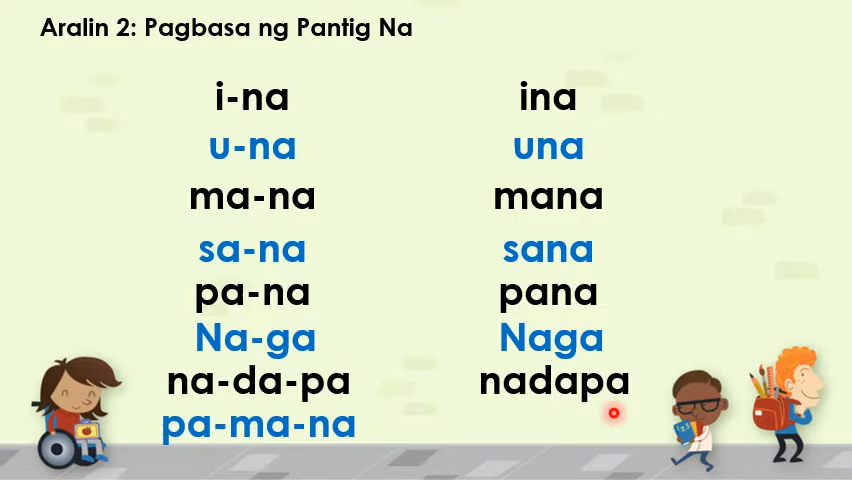 Aralin 2: Pagbasa ng Pantig Na
i-na ina
u-na una
ma-na mana
sa-na sana
pa-na pana
Na-ga Naga
na-da-pa nadapa
pa-ma-na